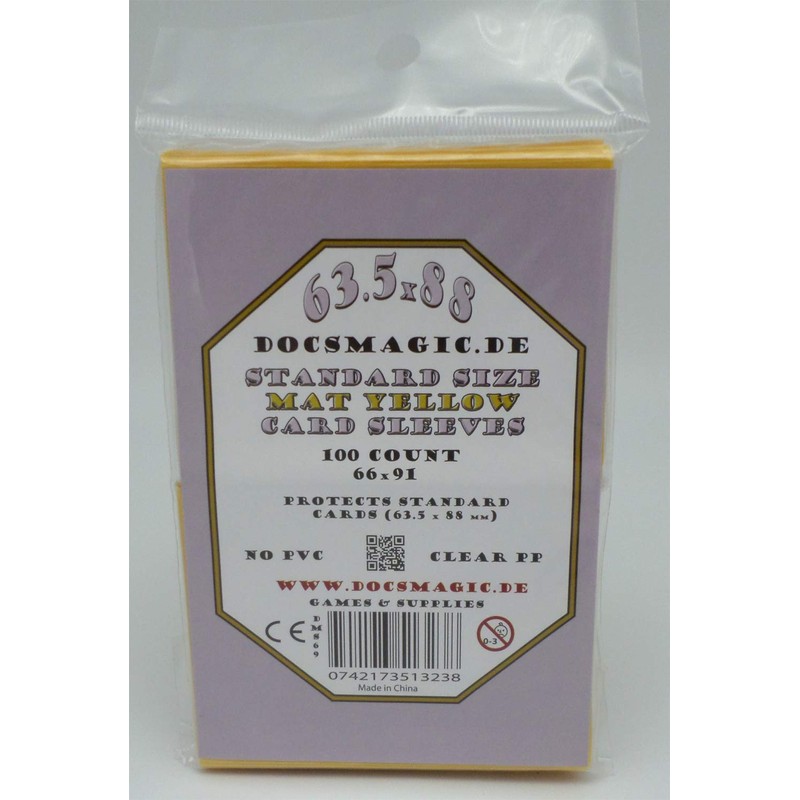 63.5x88
DOCSMAGIC.DE
STANDARD SIZE
MAT YELLOW
CARD SLEEVES
100 COUNT
66x91
PROTECTS STANDARD
CARDS (63.5 x 88 MM)
NO PVC CLEAR PP
WWW.DOCSMAGIC.DE
GAMES & SUPPLIES
CE DMS69 0-3
0742173513238
Made in China